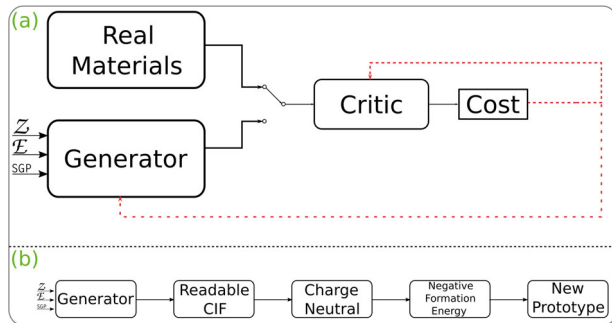 (a)
Real
Materials
Z
E
SGP
Generator
Critic
Cost
(b)
Z
E
SGP
Generator
Readable
CIF
Charge
Neutral
Negative
Formation
Energy
New
Prototype